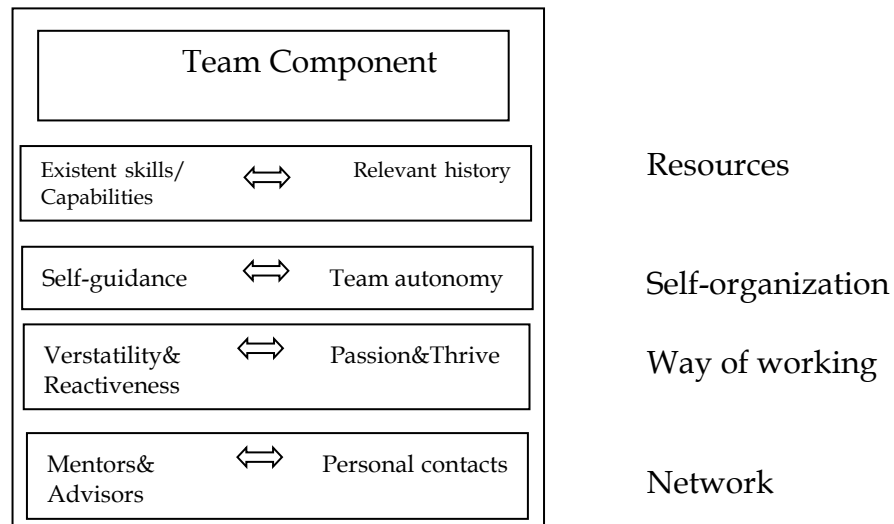 Team Component
Existent skills/ Relevant history
Capabilities
Resources
Self-guidance Team autonomy
Self-organization
Verstatility& Passion&Thrive
Reactiveness
Way of working
Mentors& Personal contacts
Advisors
Network